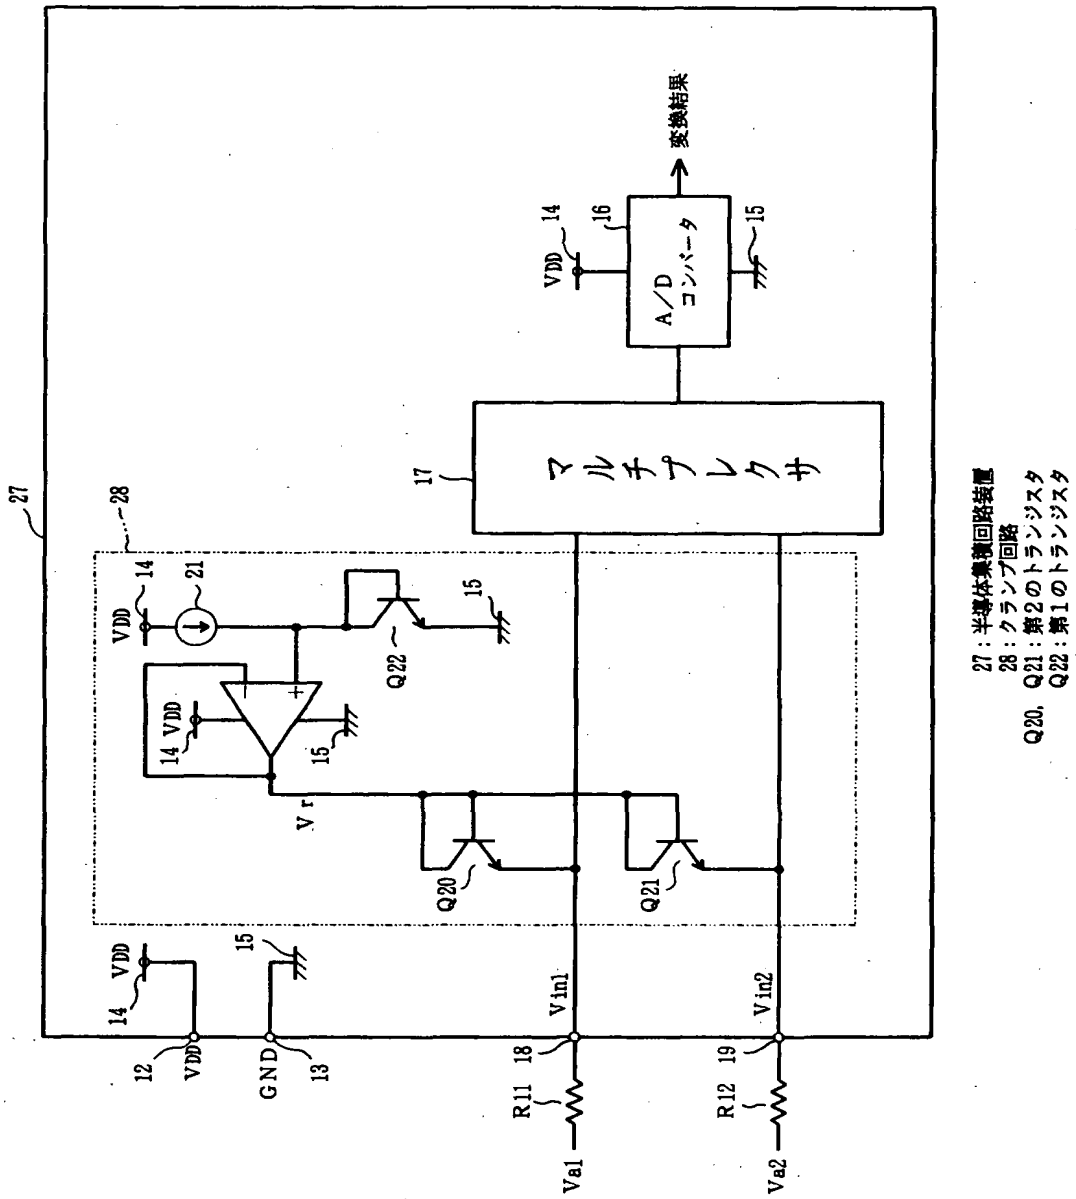 27
28
VDD
14
21
VDD
14
15
−
+
Q22
15
Vr
Q20
Q21
VDD
14
15
12
VDD
GND
13
Vin1
18
Vin2
19
R11
Va1
R12
Va2
17
マルチプレクサ
VDD
14
16
A/D
コンバータ
15
変換結果
27:半導体集積回路装置
28:クランプ回路
Q20, Q21:第2のトランジスタ
Q22:第1のトランジスタ